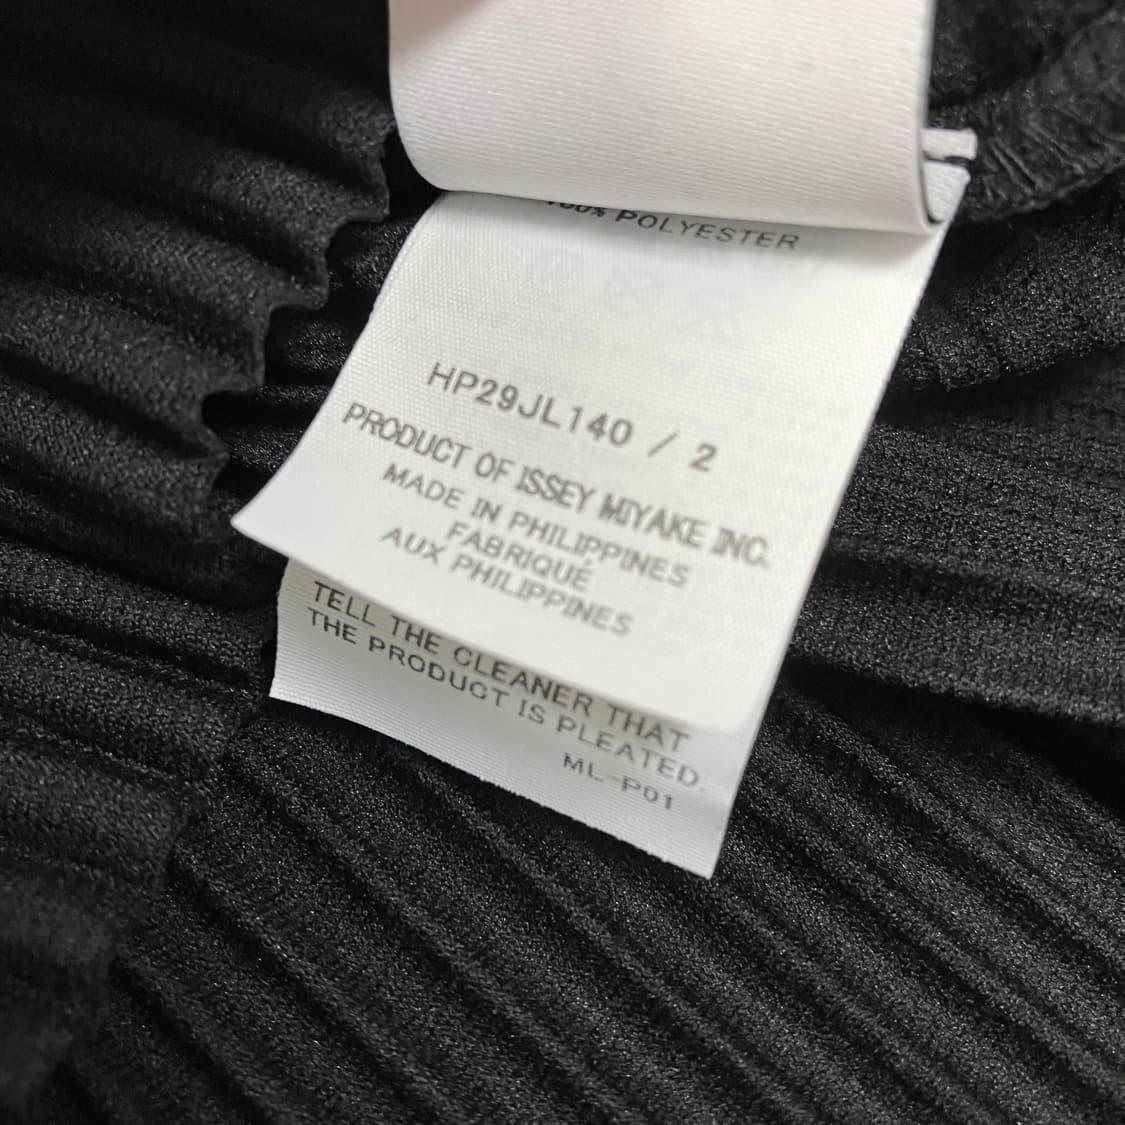 100% POLYESTER
HP29JL140 / 2
PRODUCT OF ISSEY MIYAKE INC.
MADE IN PHILIPPINES
FABRIQUÉ
AUX PHILIPPINES
TELL THE CLEANER THAT
THE PRODUCT IS PLEATED.
ML-P01